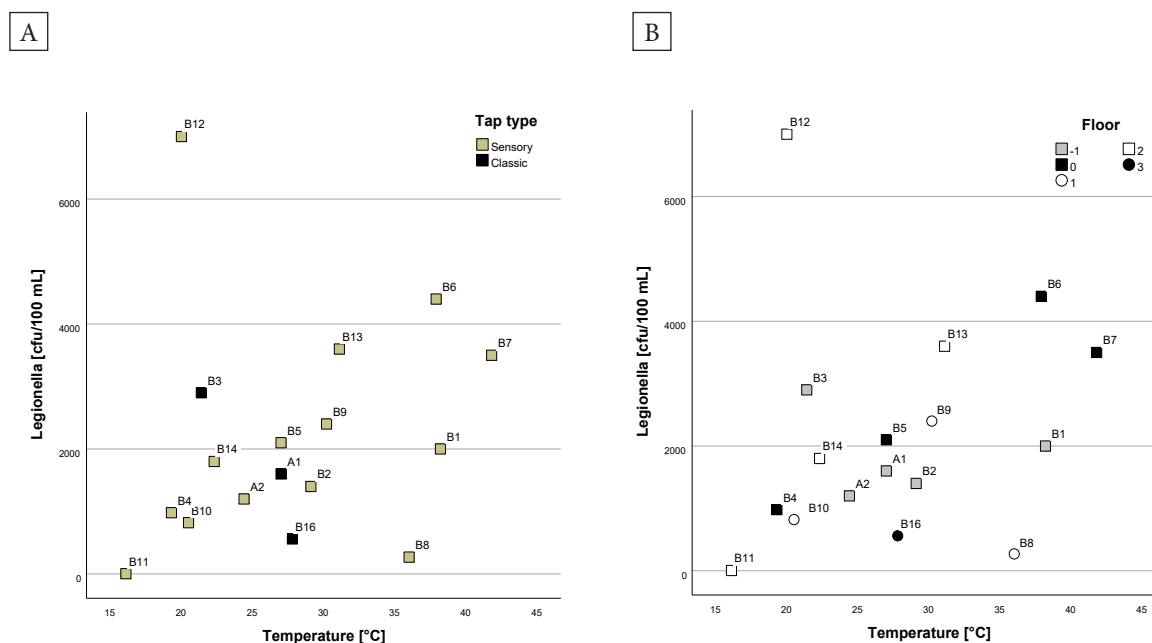 A
B
Tap type
Sensory
Classic
B12
6000
B6
4000
B13
B7
B3
B9
B5
B1
2000
B14
A1
B2
A2
B4
B10
B16
B8
B11
0
15 20 25 30 35 40 45
Temperature [°C]
Legionella [cfu/100 mL]
Floor
-1 2
0 3
1
B12
6000
B6
4000
B13
B7
B3
B9
B5
B1
2000
B14
A1
B2
A2
B4
B10
B16
B8
B11
0
15 20 25 30 35 40 45
Temperature [°C]
Legionella [cfu/100 mL]